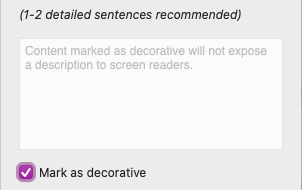 (1-2 detailed sentences recommended)
Content marked as decorative will not expose
a description to screen readers.
Mark as decorative